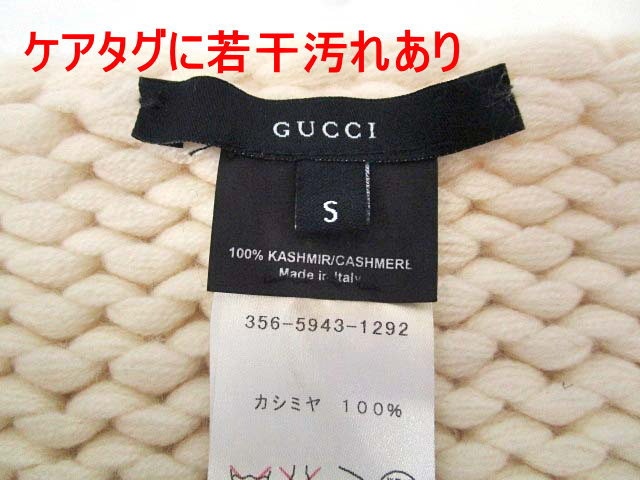 ケアタグに若干汚れあり
GUCCI
S
100% KASHMIR/CASHMERE
Made in Italy
356-5943-1292
カシミヤ 100%